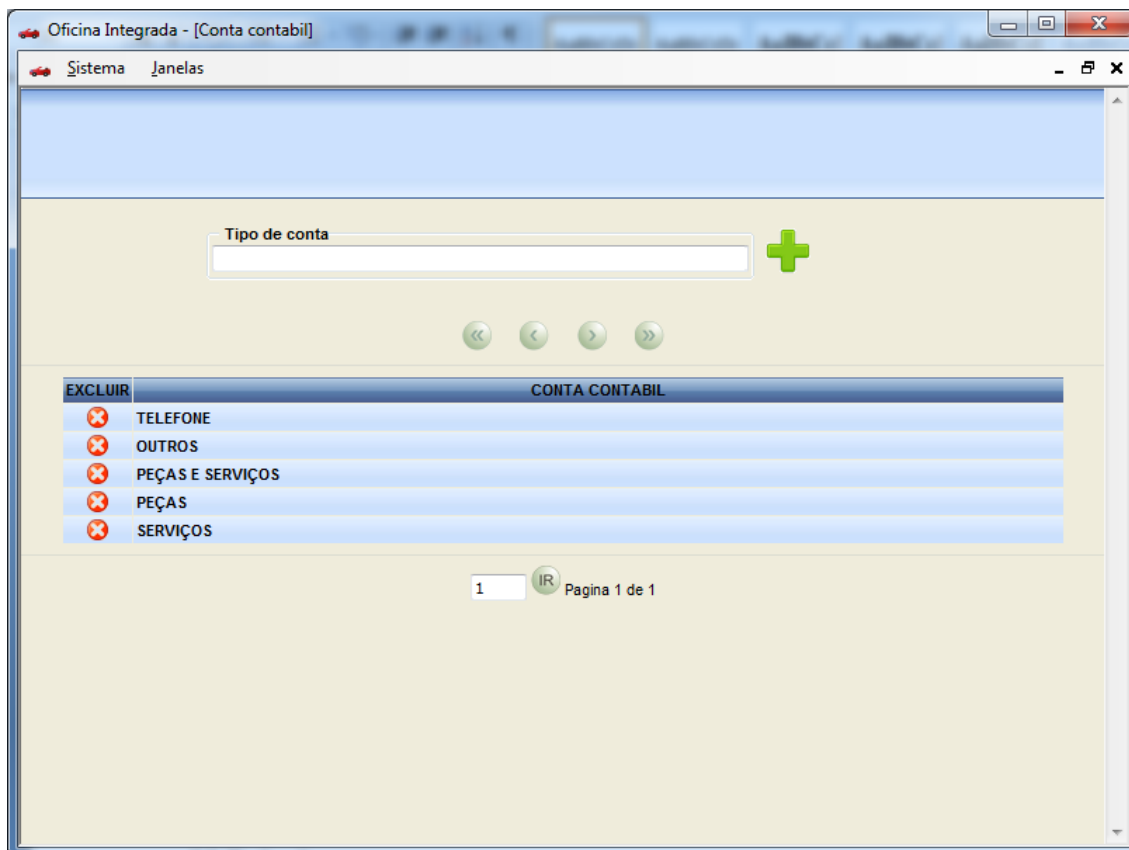 Oficina Integrada - [Conta contabil]
Sistema Janelas
Tipo de conta
EXCLUIR CONTA CONTABIL
TELEFONE
OUTROS
PEÇAS E SERVIÇOS
PEÇAS
SERVIÇOS
1 IR Pagina 1 de 1